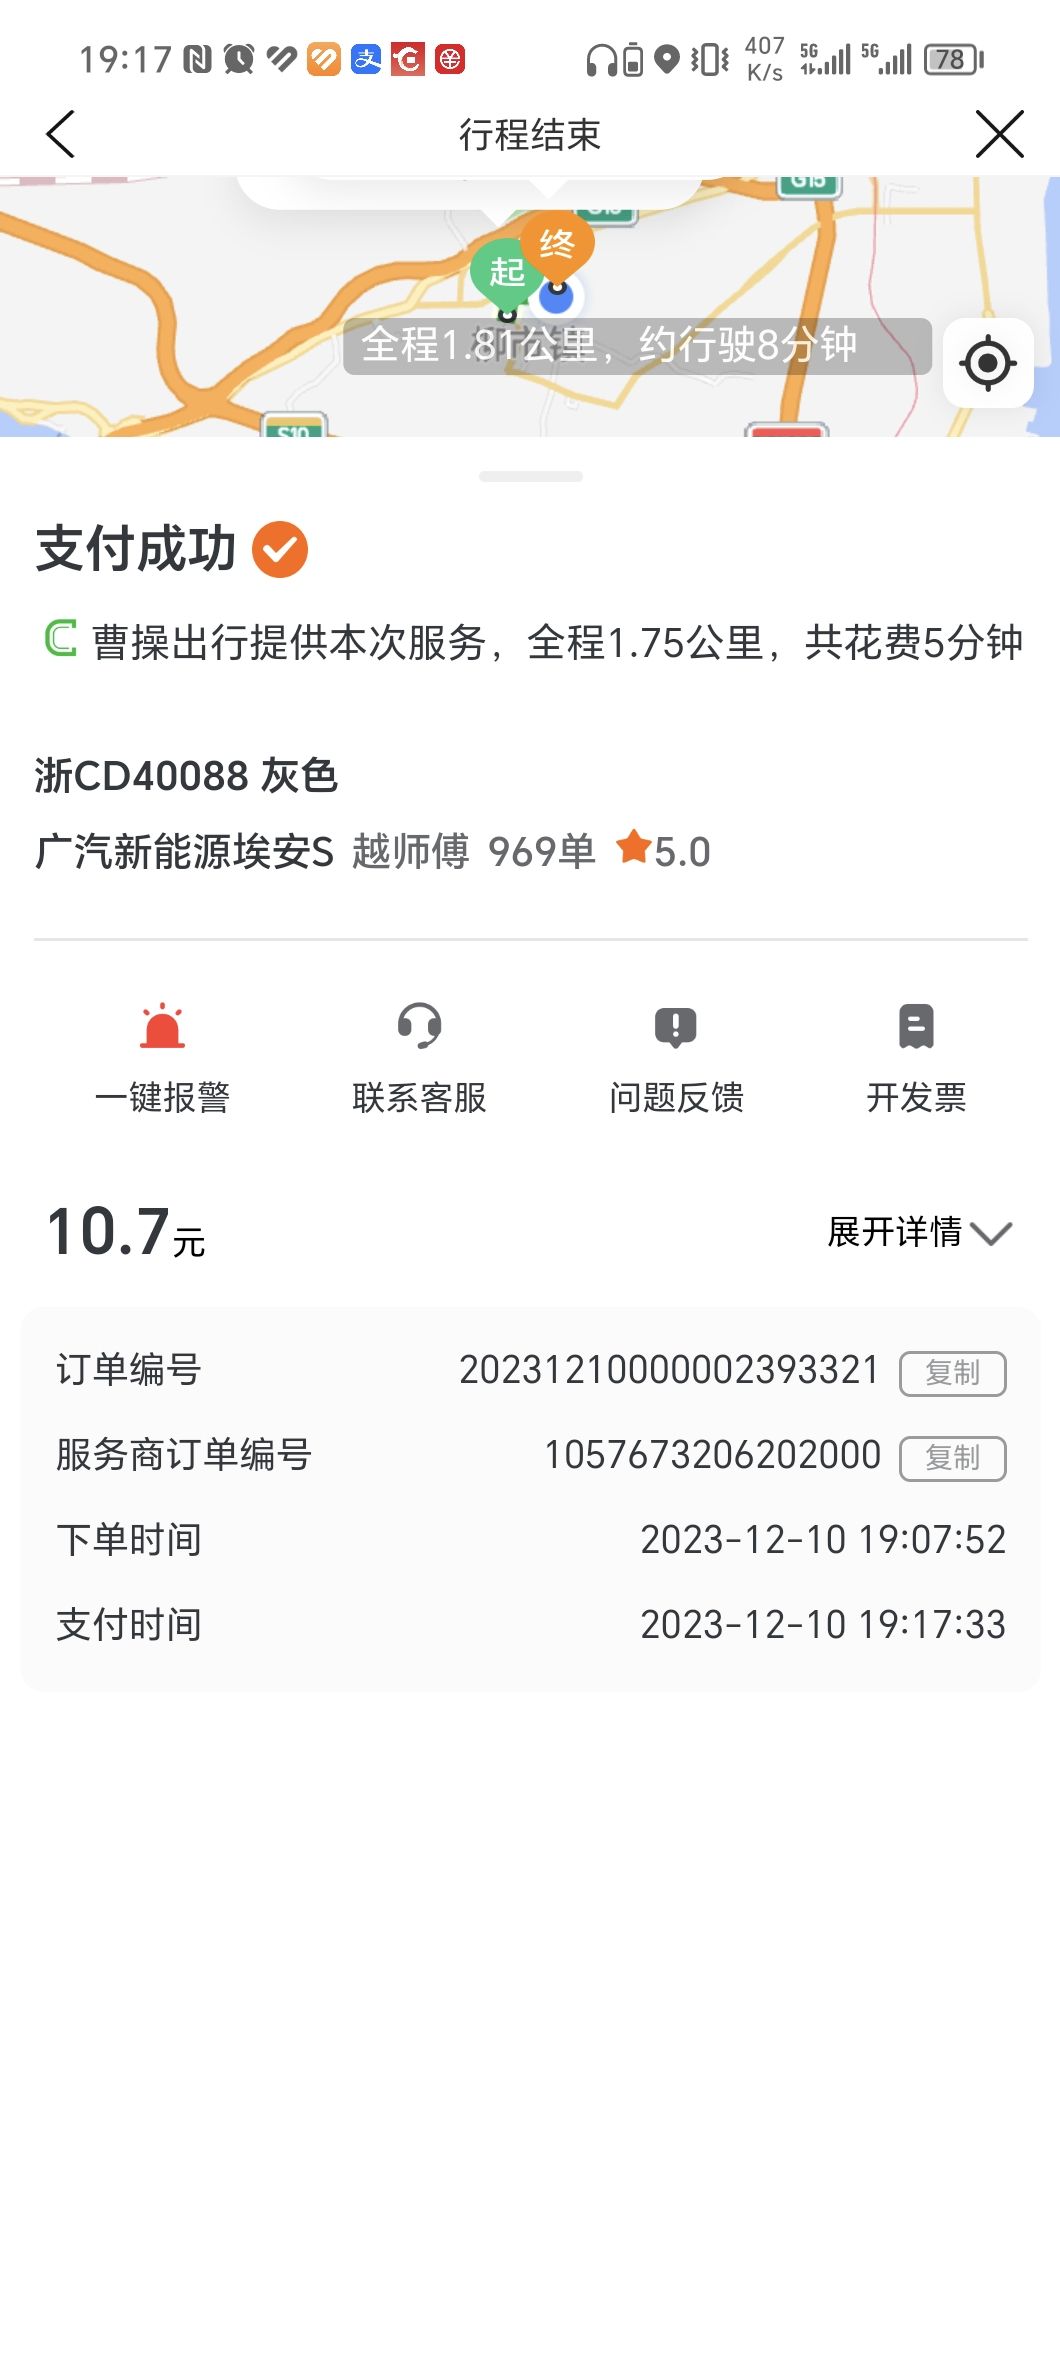 19:17
407
K/s
5G
5G
78
行程结束
G15
终
起
全程1.81公里，约行驶8分钟
S10
支付成功
曹操出行提供本次服务，全程1.75公里，共花费5分钟
浙CD40088 灰色
广汽新能源埃安S 越师傅 969单 5.0
一键报警 联系客服 问题反馈 开发票
10.7元 展开详情
订单编号 20231210000002393321 复制
服务商订单编号 1057673206202000 复制
下单时间 2023-12-10 19:07:52
支付时间 2023-12-10 19:17:33